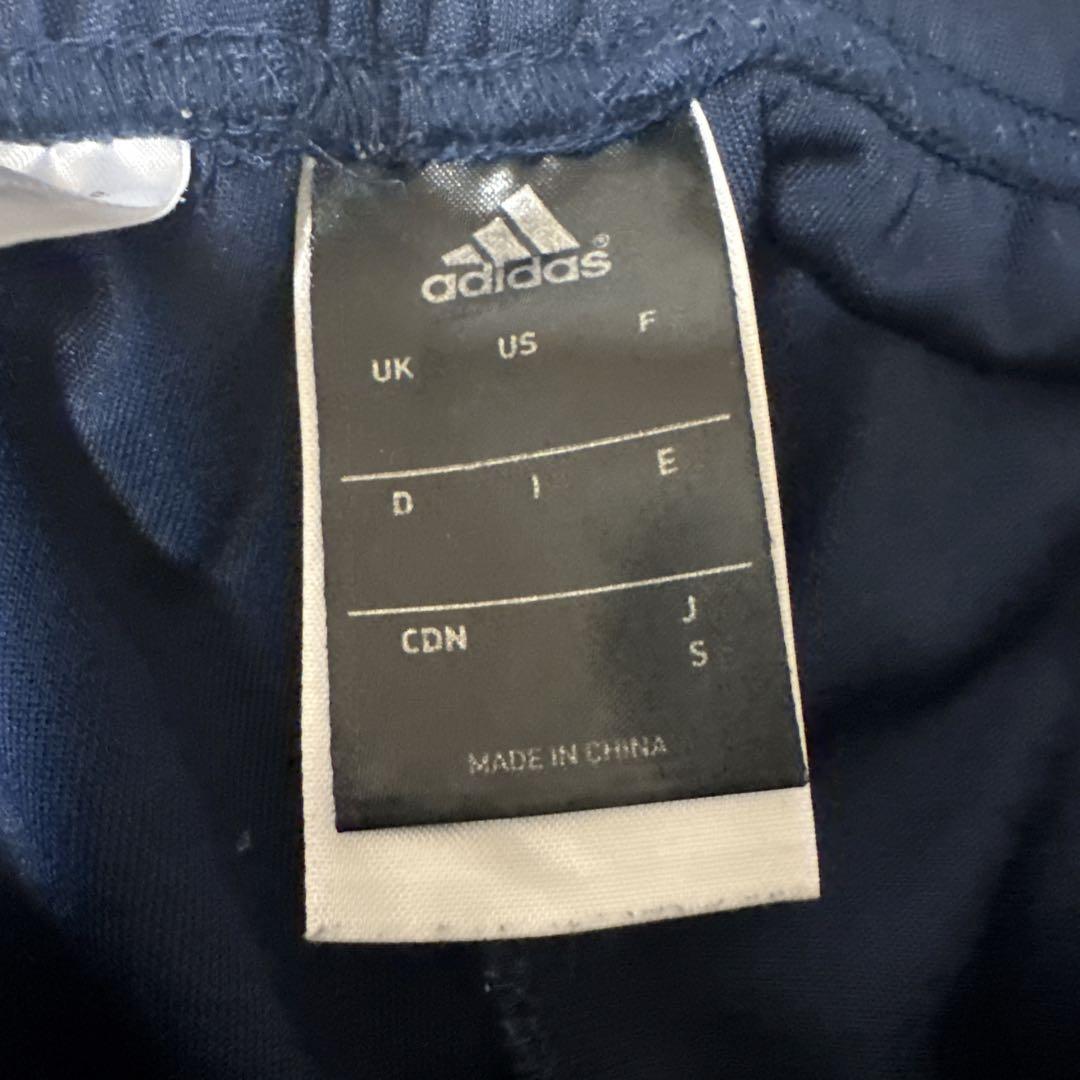 adidas®
UK US F
D I E
CDN J
S
MADE IN CHINA